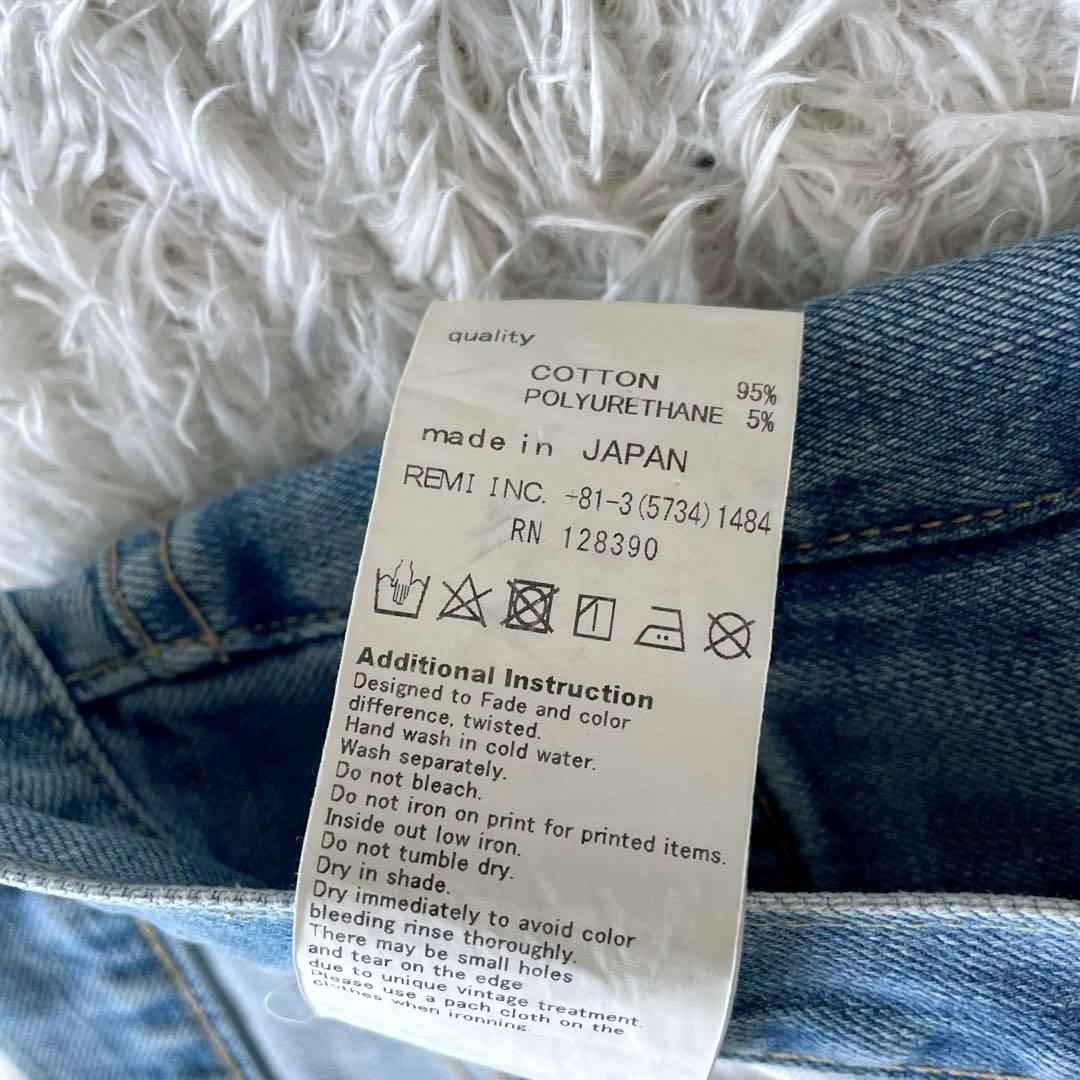 quality
COTTON 95%
POLYURETHANE 5%
made in JAPAN
REMI INC. +81-3(5734)1484
RN 128390
Additional Instruction
Designed to Fade and color
difference, twisted.
Hand wash in cold water.
Wash separately.
Do not bleach.
Do not iron on print for printed items.
Inside out low iron.
Do not tumble dry.
Dry in shade.
Dry immediately to avoid color
bleeding rinse thoroughly.
There may be small holes
and tear on the edge
due to unique vintage treatment.
Please use a pach cloth on the
clothes when ironning.